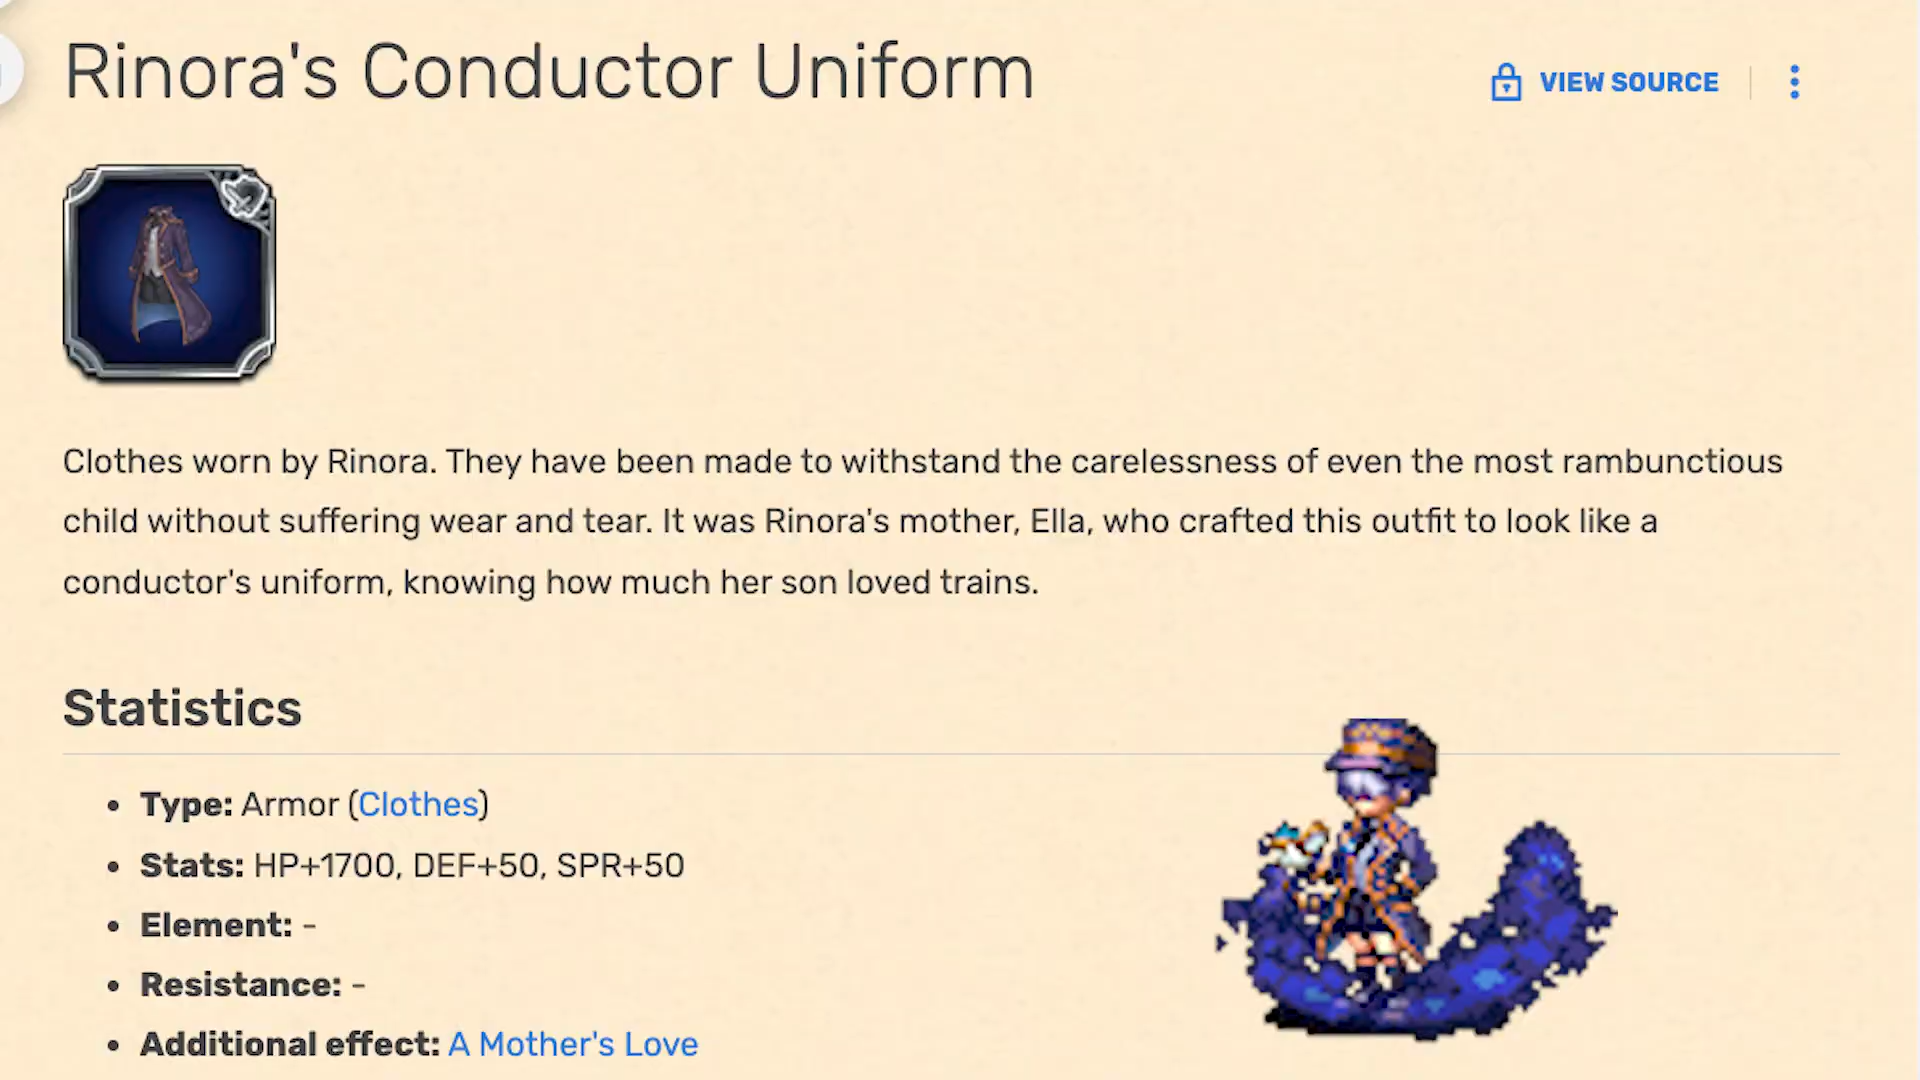 Rinora's Conductor Uniform
VIEW SOURCE
Clothes worn by Rinora. They have been made to withstand the carelessness of even the most rambunctious
child without suffering wear and tear. It was Rinora's mother, Ella, who crafted this outfit to look like a
conductor's uniform, knowing how much her son loved trains.
Statistics
• Type: Armor (Clothes)
• Stats: HP+1700, DEF+50, SPR+50
• Element: -
• Resistance: -
• Additional effect: A Mother's Love